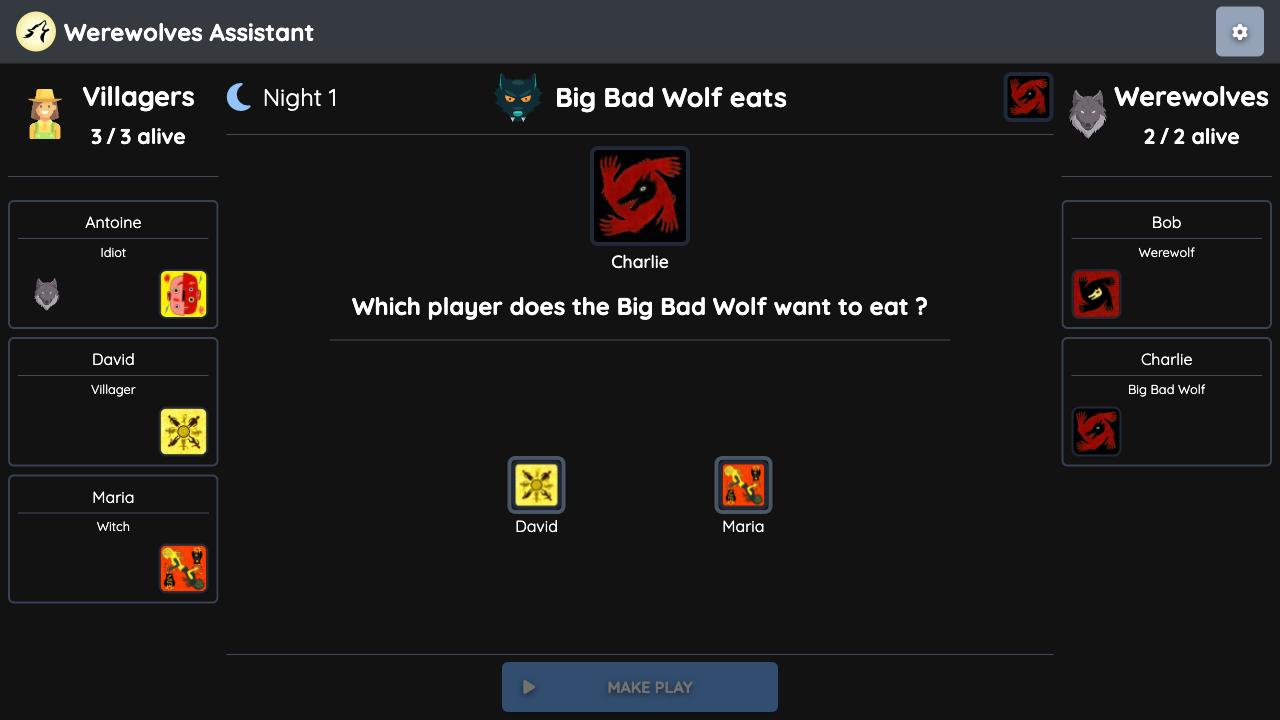 Werewolves Assistant
Villagers
3 / 3 alive
Night 1
Big Bad Wolf eats
Werewolves
2 / 2 alive
Antoine
Idiot
David
Villager
Maria
Witch
Charlie
Which player does the Big Bad Wolf want to eat ?
David
Maria
MAKE PLAY
Bob
Werewolf
Charlie
Big Bad Wolf